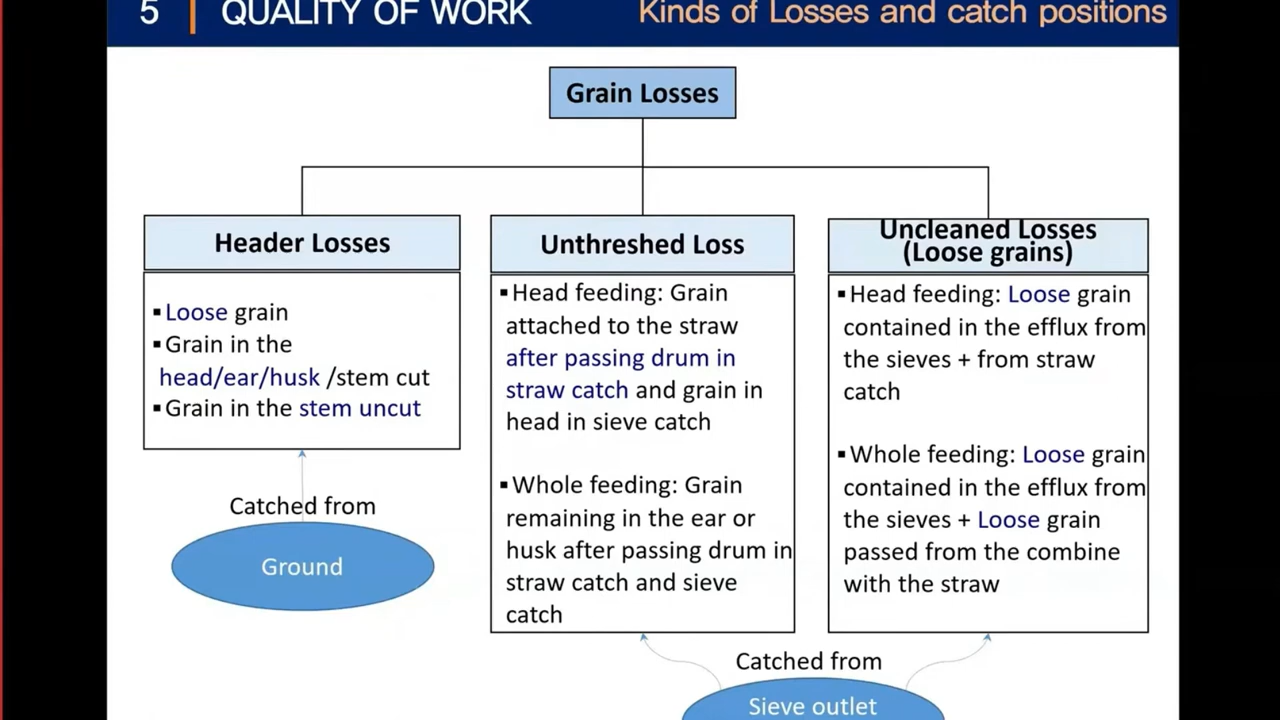 5 | QUALITY OF WORK Kinds of Losses and catch positions
Grain Losses
Header Losses
▪Loose grain
▪Grain in the
head/ear/husk /stem cut
▪Grain in the stem uncut
Catched from
Ground
Unthreshed Loss
▪Head feeding: Grain
attached to the straw
after passing drum in
straw catch and grain in
head in sieve catch
▪Whole feeding: Grain
remaining in the ear or
husk after passing drum in
straw catch and sieve
catch
Uncleaned Losses
(Loose grains)
▪Head feeding: Loose grain
contained in the efflux from
the sieves + from straw
catch
▪Whole feeding: Loose grain
contained in the efflux from
the sieves + Loose grain
passed from the combine
with the straw
Catched from
Sieve outlet